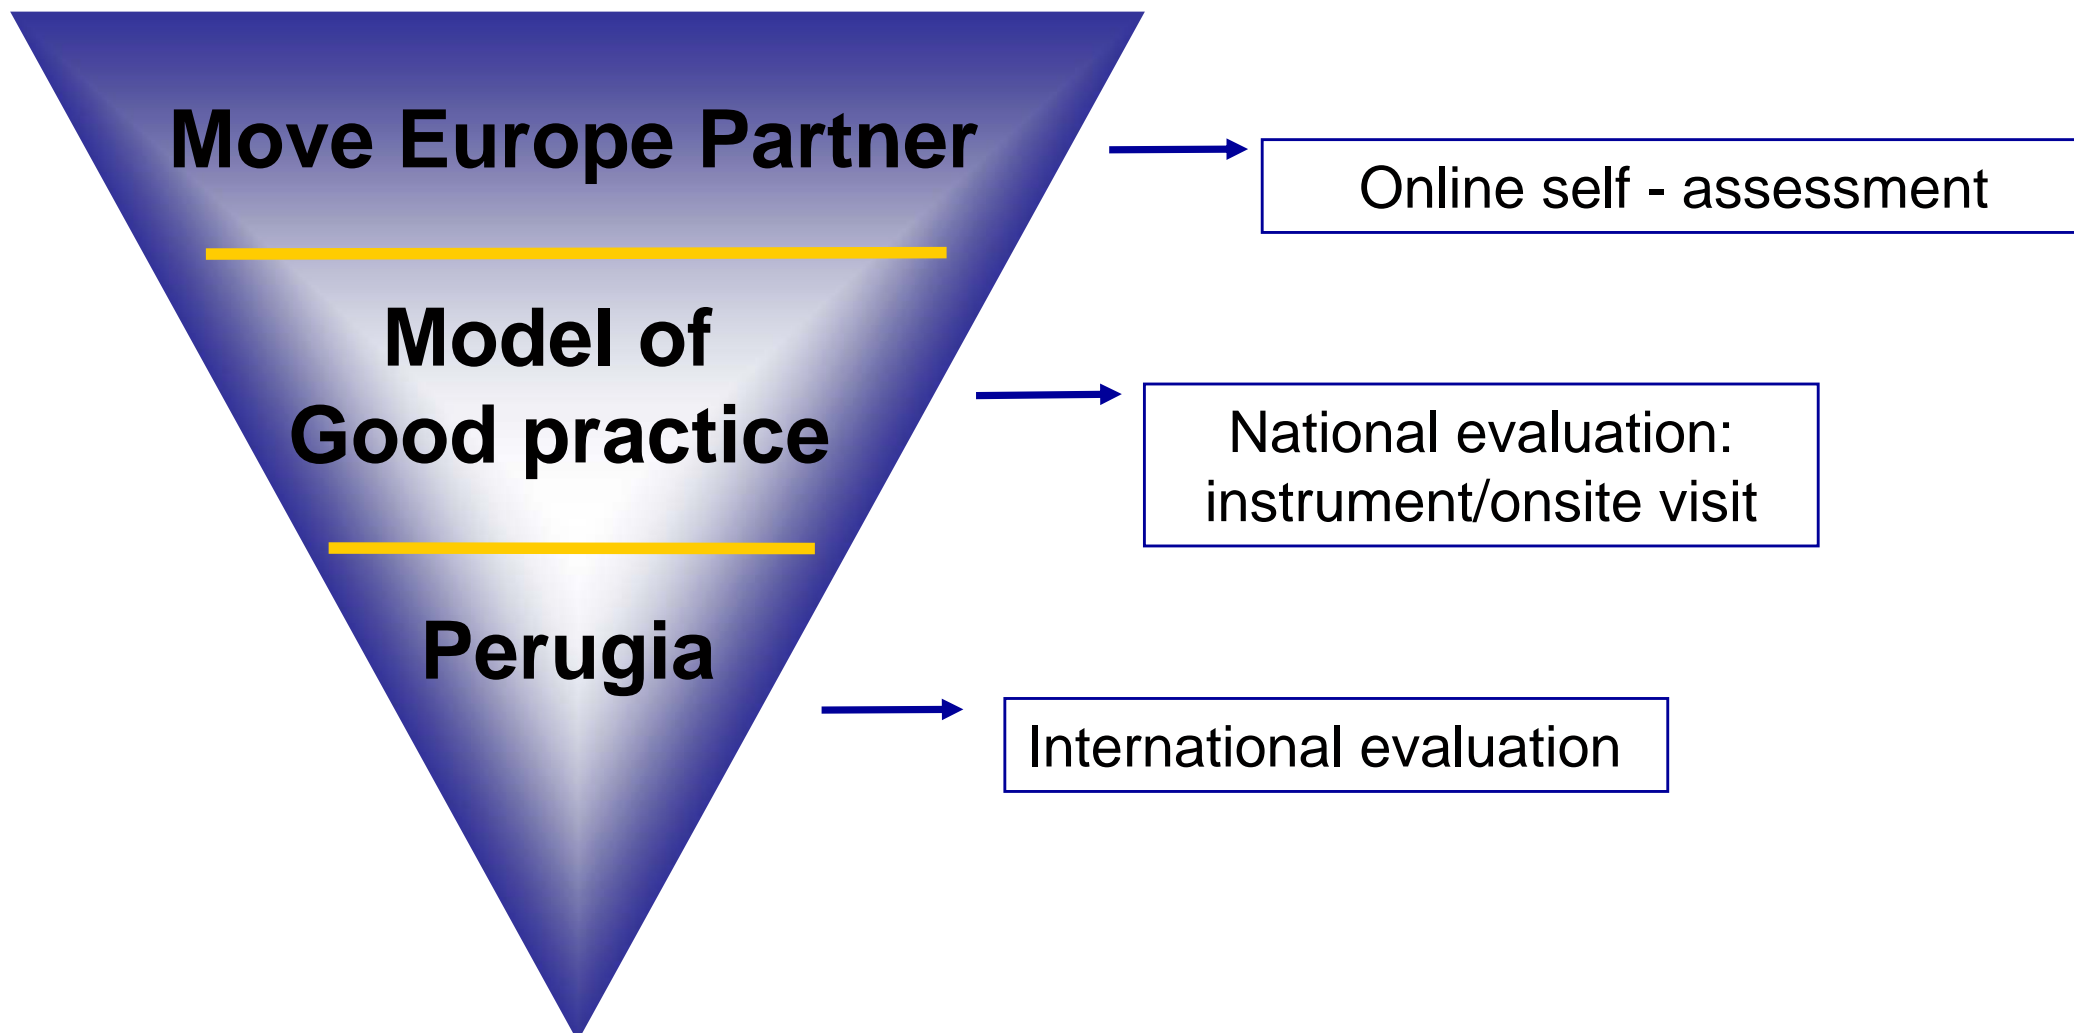 Move Europe Partner
Online self - assessment
Model of
Good practice
National evaluation:
instrument/onsite visit
Perugia
International evaluation